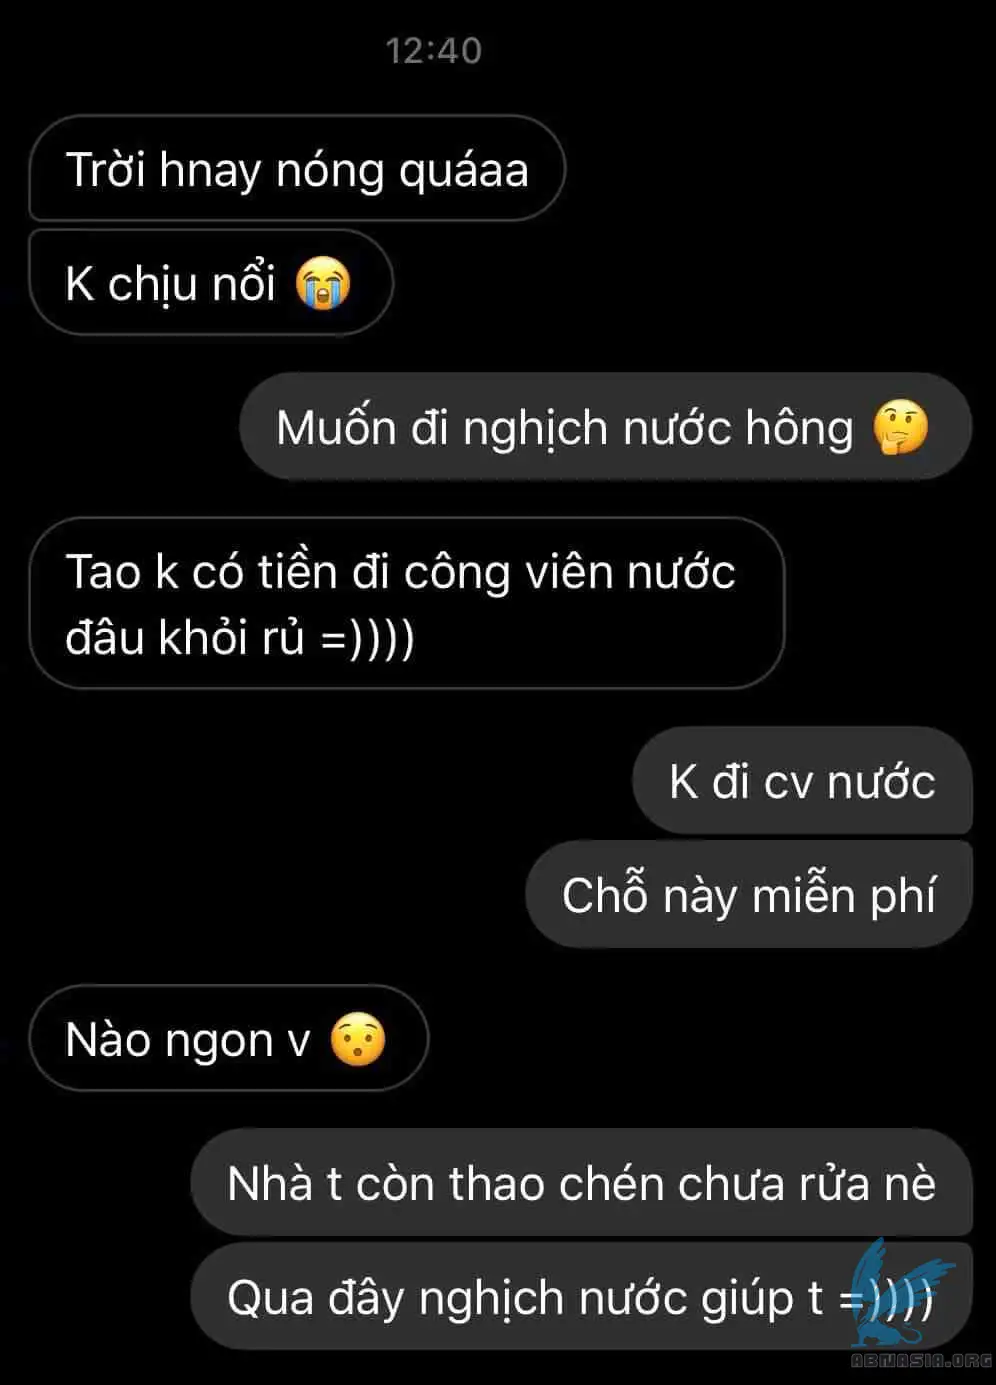 12:40
Trời hnay nóng quáaa
K chịu nổi 😭
Muốn đi nghịch nước hông 🤔
Tao k có tiền đi công viên nước
đâu khỏi rủ =))))
K đi cv nước
Chỗ này miễn phí
Nào ngon v 😯
Nhà t còn thao chén chưa rửa nè
Qua đây nghịch nước giúp t =))))
ABNASIA.ORG